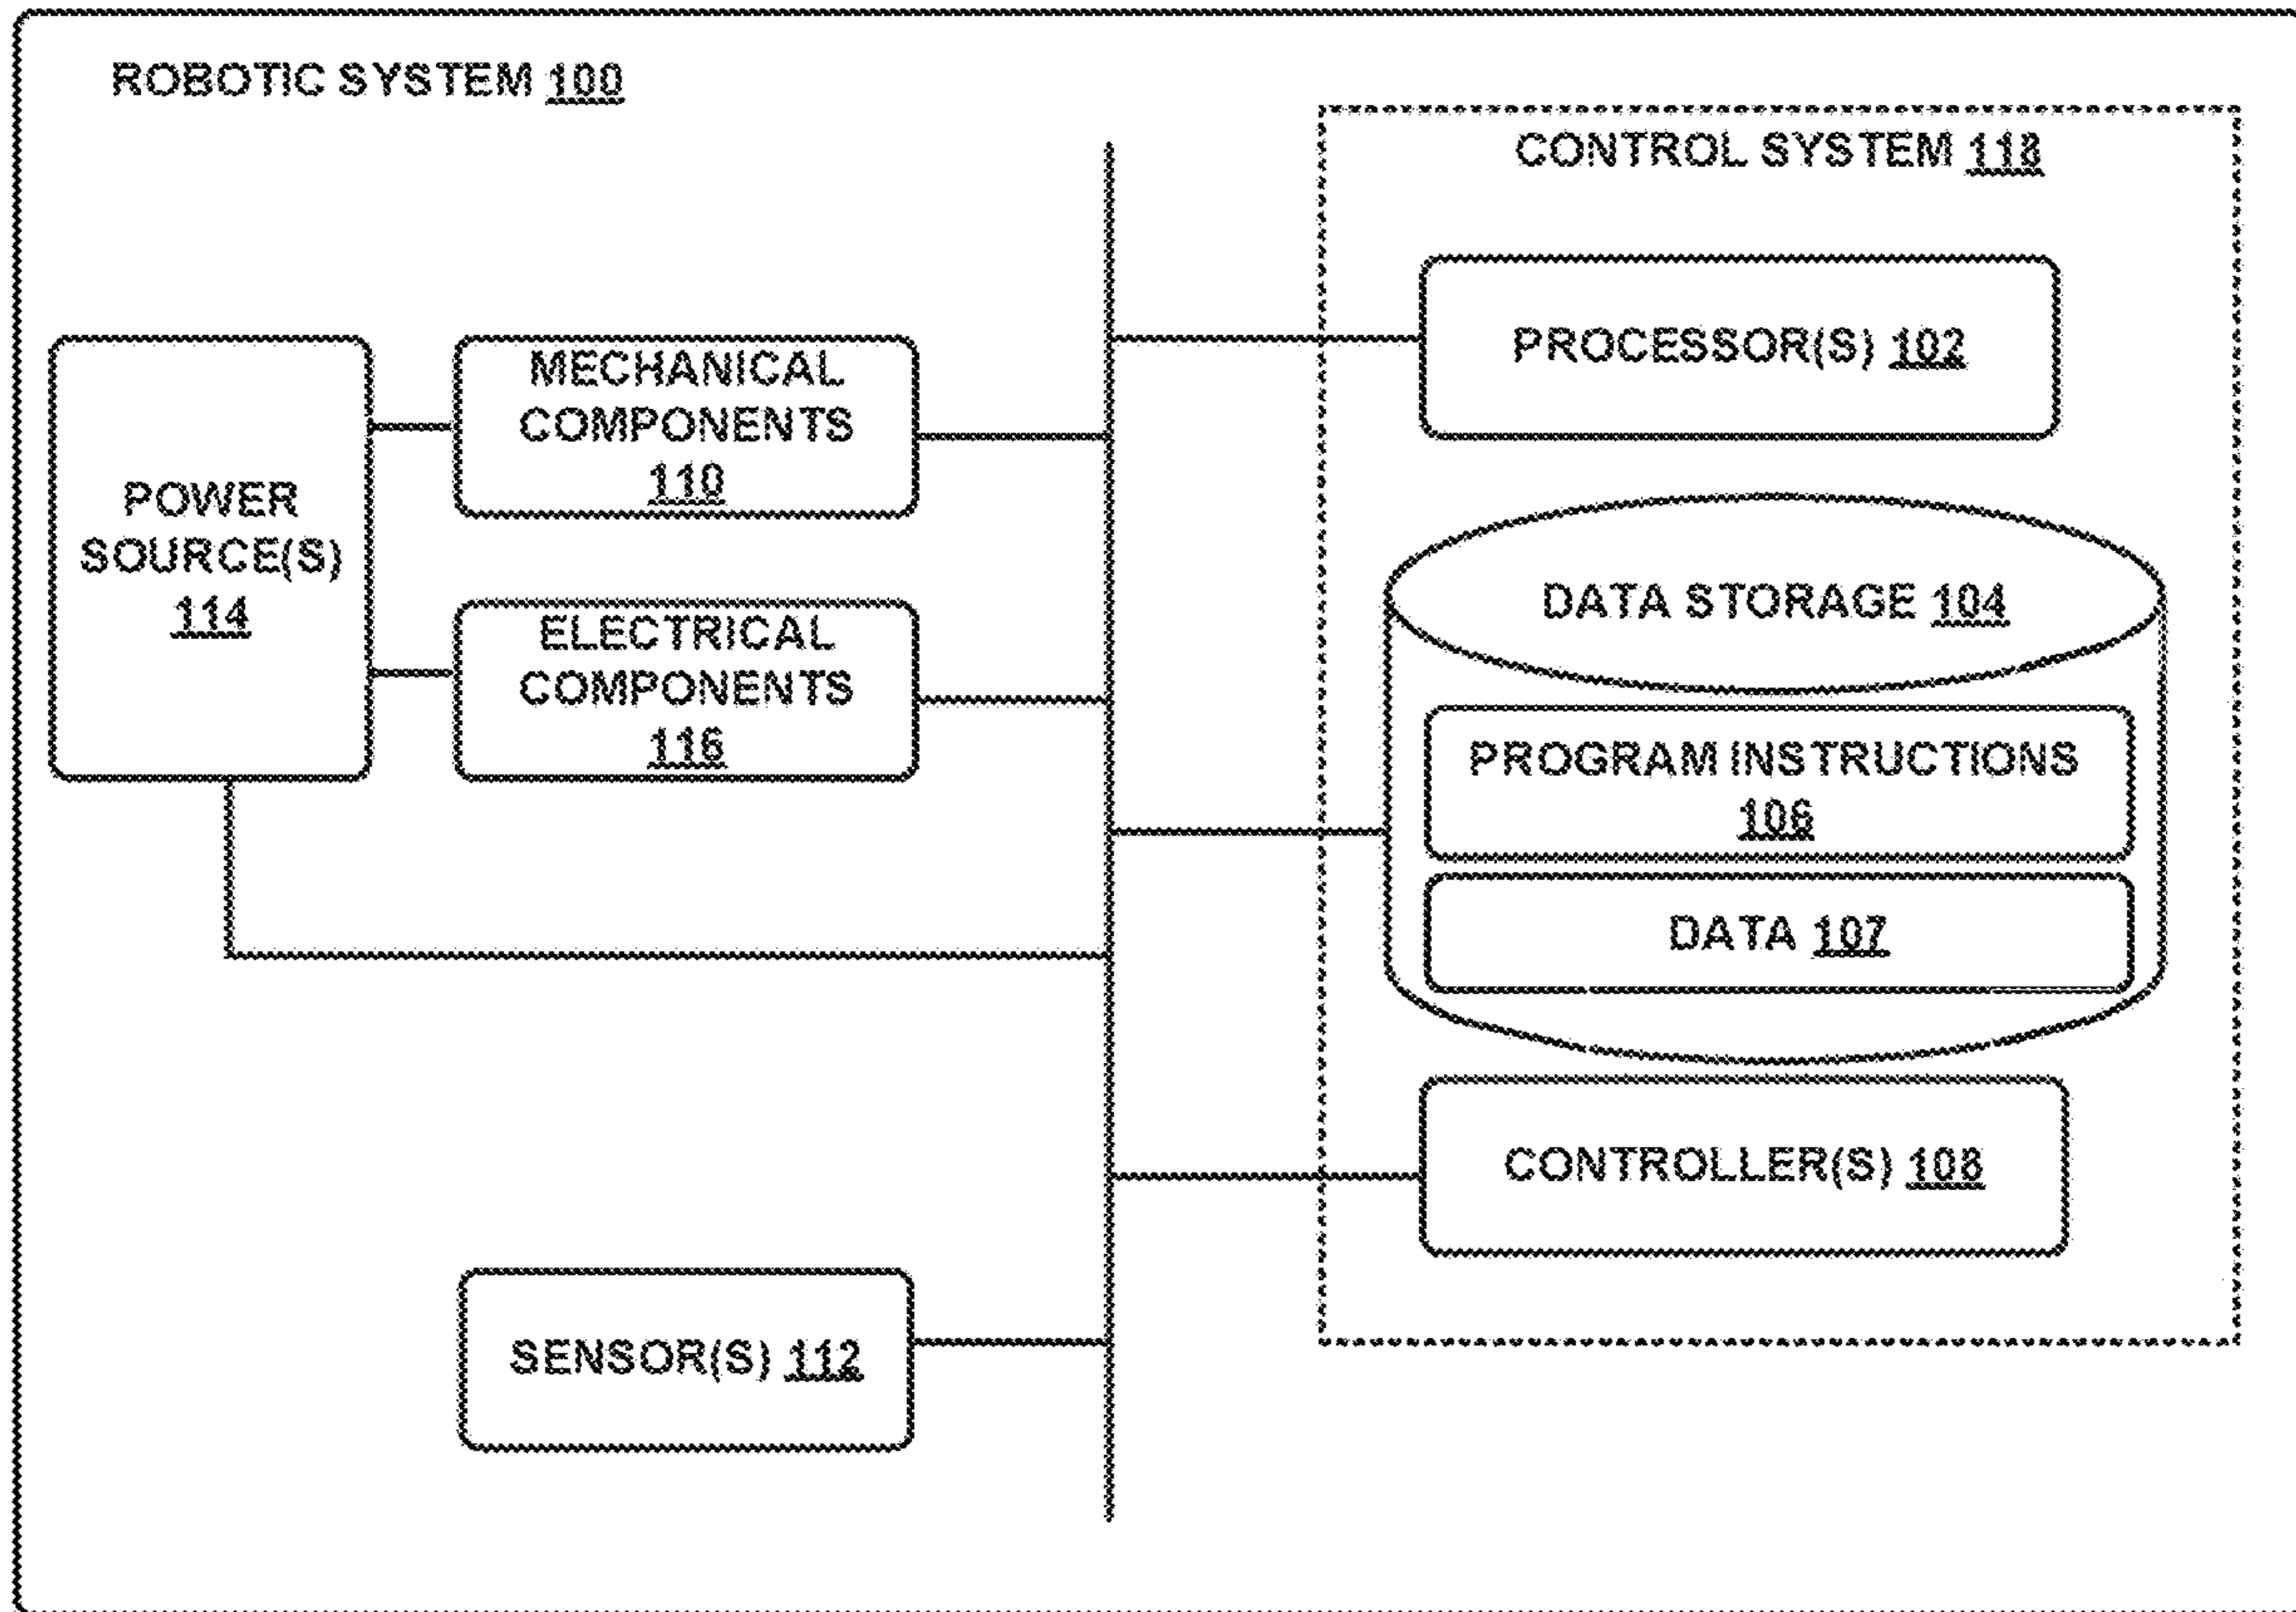 ROBOTIC SYSTEM 100
CONTROL SYSTEM 118
PROCESSOR(S) 102
MECHANICAL
COMPONENTS
110
POWER
SOURCE(S)
114
ELECTRICAL
COMPONENTS
116
DATA STORAGE 104
PROGRAM INSTRUCTIONS
106
DATA 107
CONTROLLER(S) 108
SENSOR(S) 112